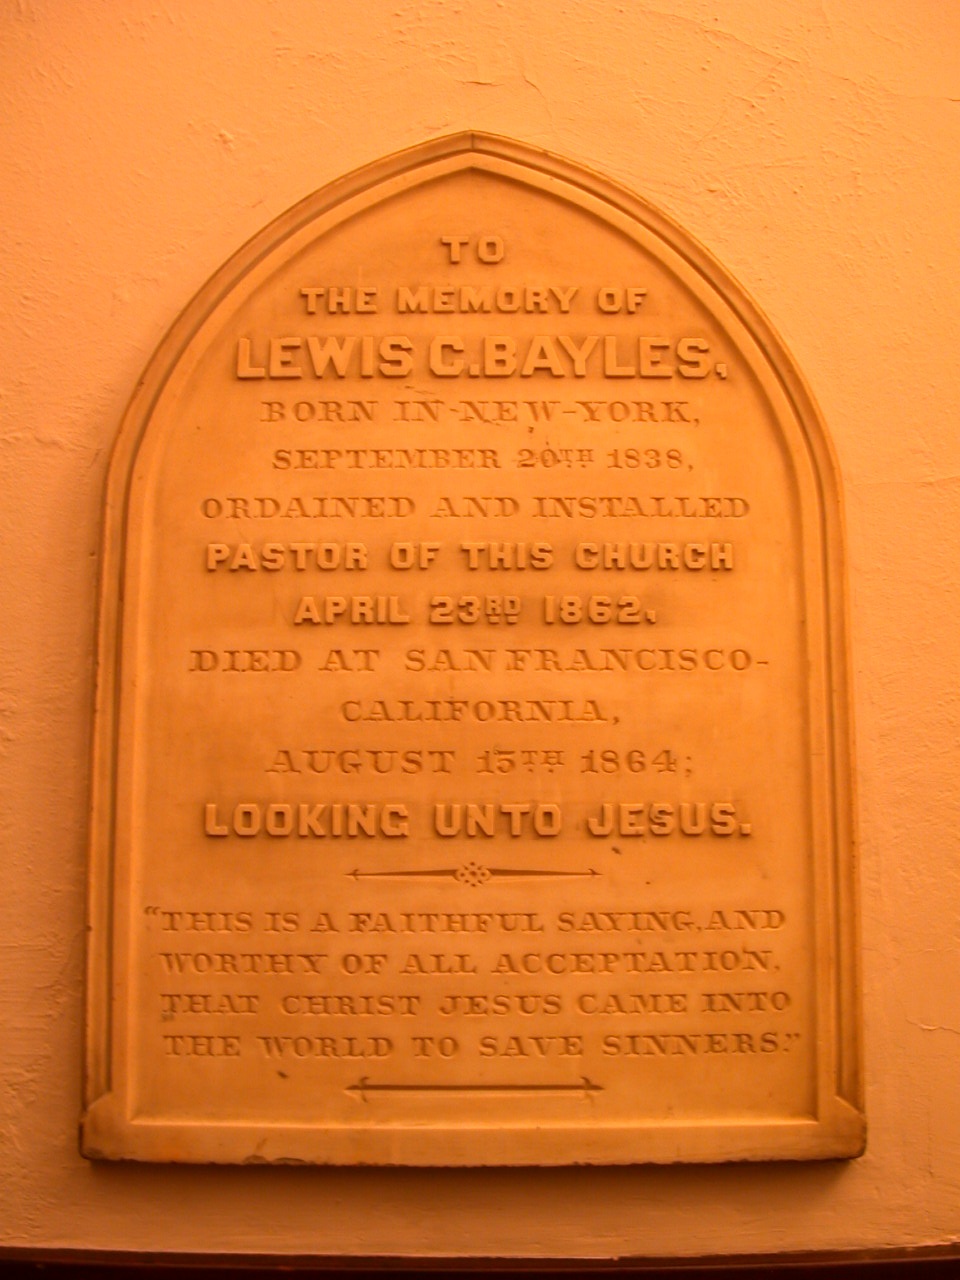 TO
THE MEMORY OF
LEWIS C. BAYLES,
BORN IN NEW-YORK,
SEPTEMBER 20TH 1838,
ORDAINED AND INSTALLED
PASTOR OF THIS CHURCH
APRIL 23RD 1862,
DIED AT SAN FRANCISCO-
CALIFORNIA,
AUGUST 15TH 1864;
LOOKING UNTO JESUS.
"THIS IS A FAITHFUL SAYING, AND
WORTHY OF ALL ACCEPTATION,
THAT CHRIST JESUS CAME INTO
THE WORLD TO SAVE SINNERS."